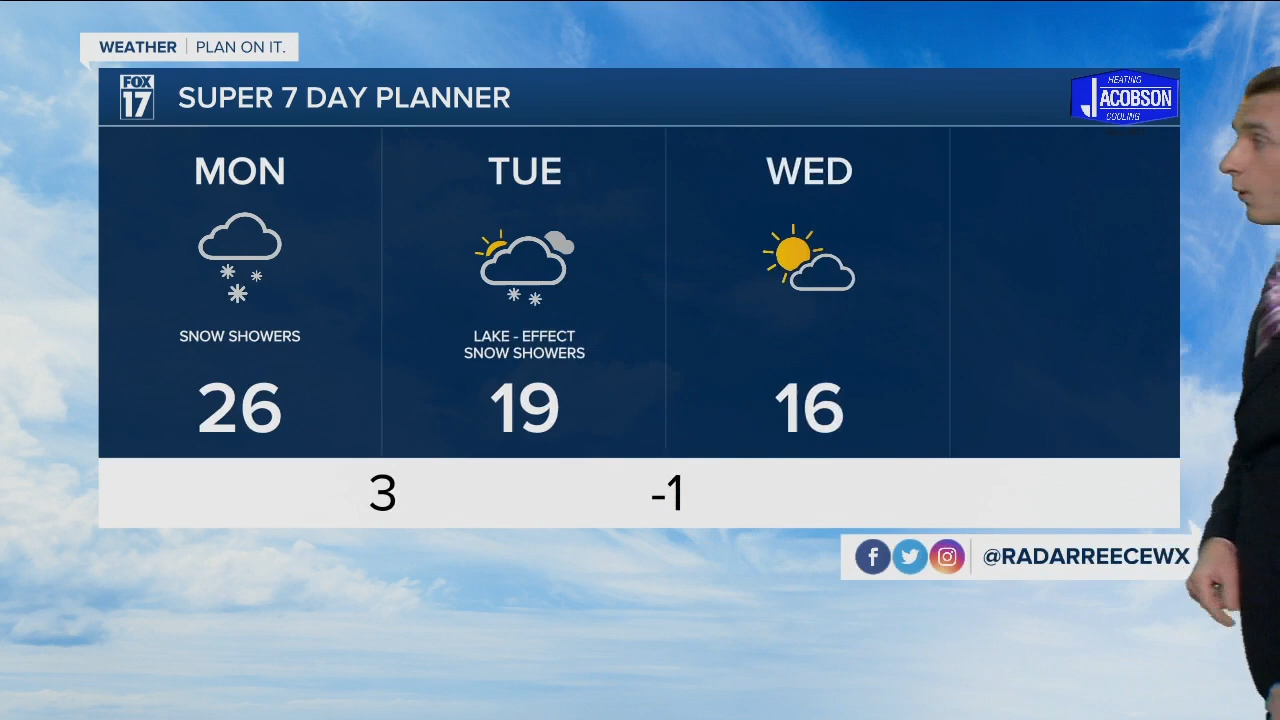 WEATHER PLAN ON IT.
FOX 17
SUPER 7 DAY PLANNER
HEATING
JACOBSON
COOLING
MON
TUE
WED
SNOW SHOWERS
LAKE - EFFECT
SNOW SHOWERS
26
19
16
3
-1
@RADARREECEWX